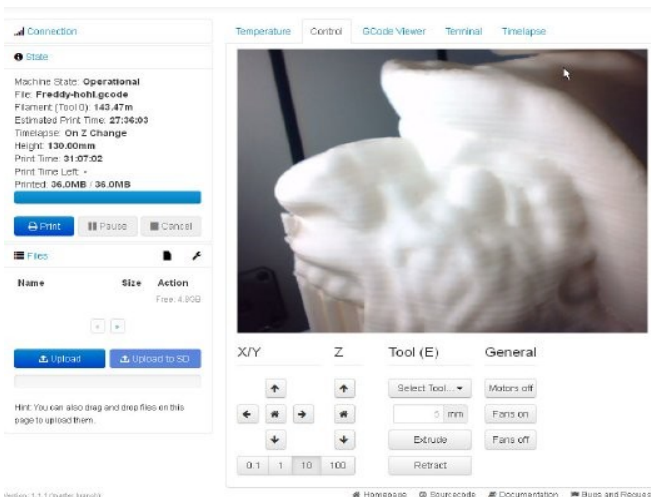 Connection
State
Machine State: Operational
File: Freddy-hohl.gcode
Filament (Tool 0): 143.47m
Estimated Print Time: 27:36:03
Timelapse: On Z Change
Height: 130.00mm
Print Time: 31:07:02
Print Time Left: -
Printed: 36.0MB / 36.0MB
Print Pause Cancel
Files
Name Size Action
Free: 4.9GB
Upload Upload to SD
Hint: You can also drag and drop files on this
page to upload them.
Temperature Control GCode Viewer Terminal Timelapse
X/Y Z Tool (E) General
Select Tool... Motors off
5 mm Fans on
Extrude Fans off
0.1 1 10 100 Retract
Homepage Sourcecode Documentation Bugs and Reques